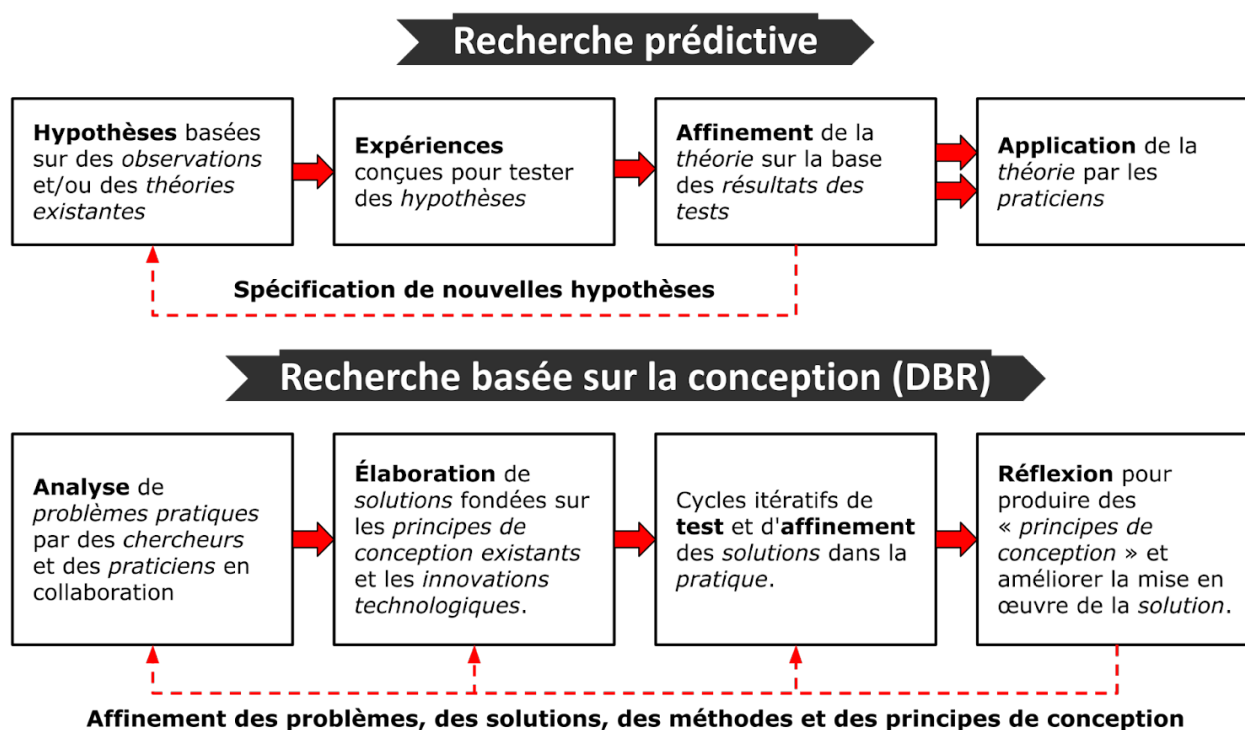 Recherche prédictive
Hypothèses basées
sur des observations
et/ou des théories
existantes
Expériences
conçues pour tester
des hypothèses
Affinement de la
théorie sur la base
des résultats des
tests
Application de la
théorie par les
praticiens
Spécification de nouvelles hypothèses
Recherche basée sur la conception (DBR)
Analyse de
problèmes pratiques
par des chercheurs
et des praticiens en
collaboration
Élaboration de
solutions fondées sur
les principes de
conception existants
et les innovations
technologiques.
Cycles itératifs de
test et d'affinement
des solutions dans la
pratique.
Réflexion pour
produire des
« principes de
conception » et
améliorer la mise en
œuvre de la solution.
Affinement des problèmes, des solutions, des méthodes et des principes de conception